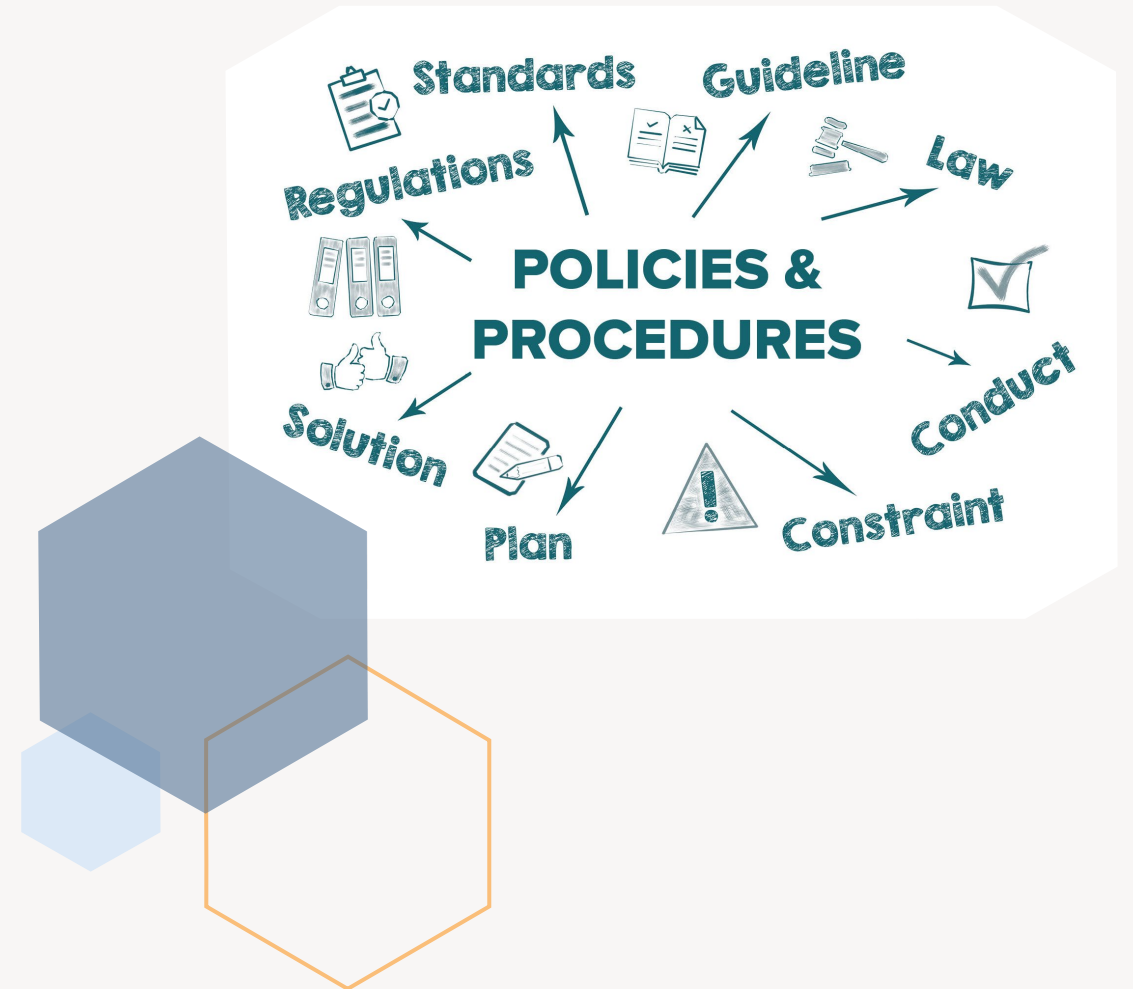 Standards
Guideline
Regulations
Law
POLICIES &
PROCEDURES
Conduct
Solution
Plan
Constraint